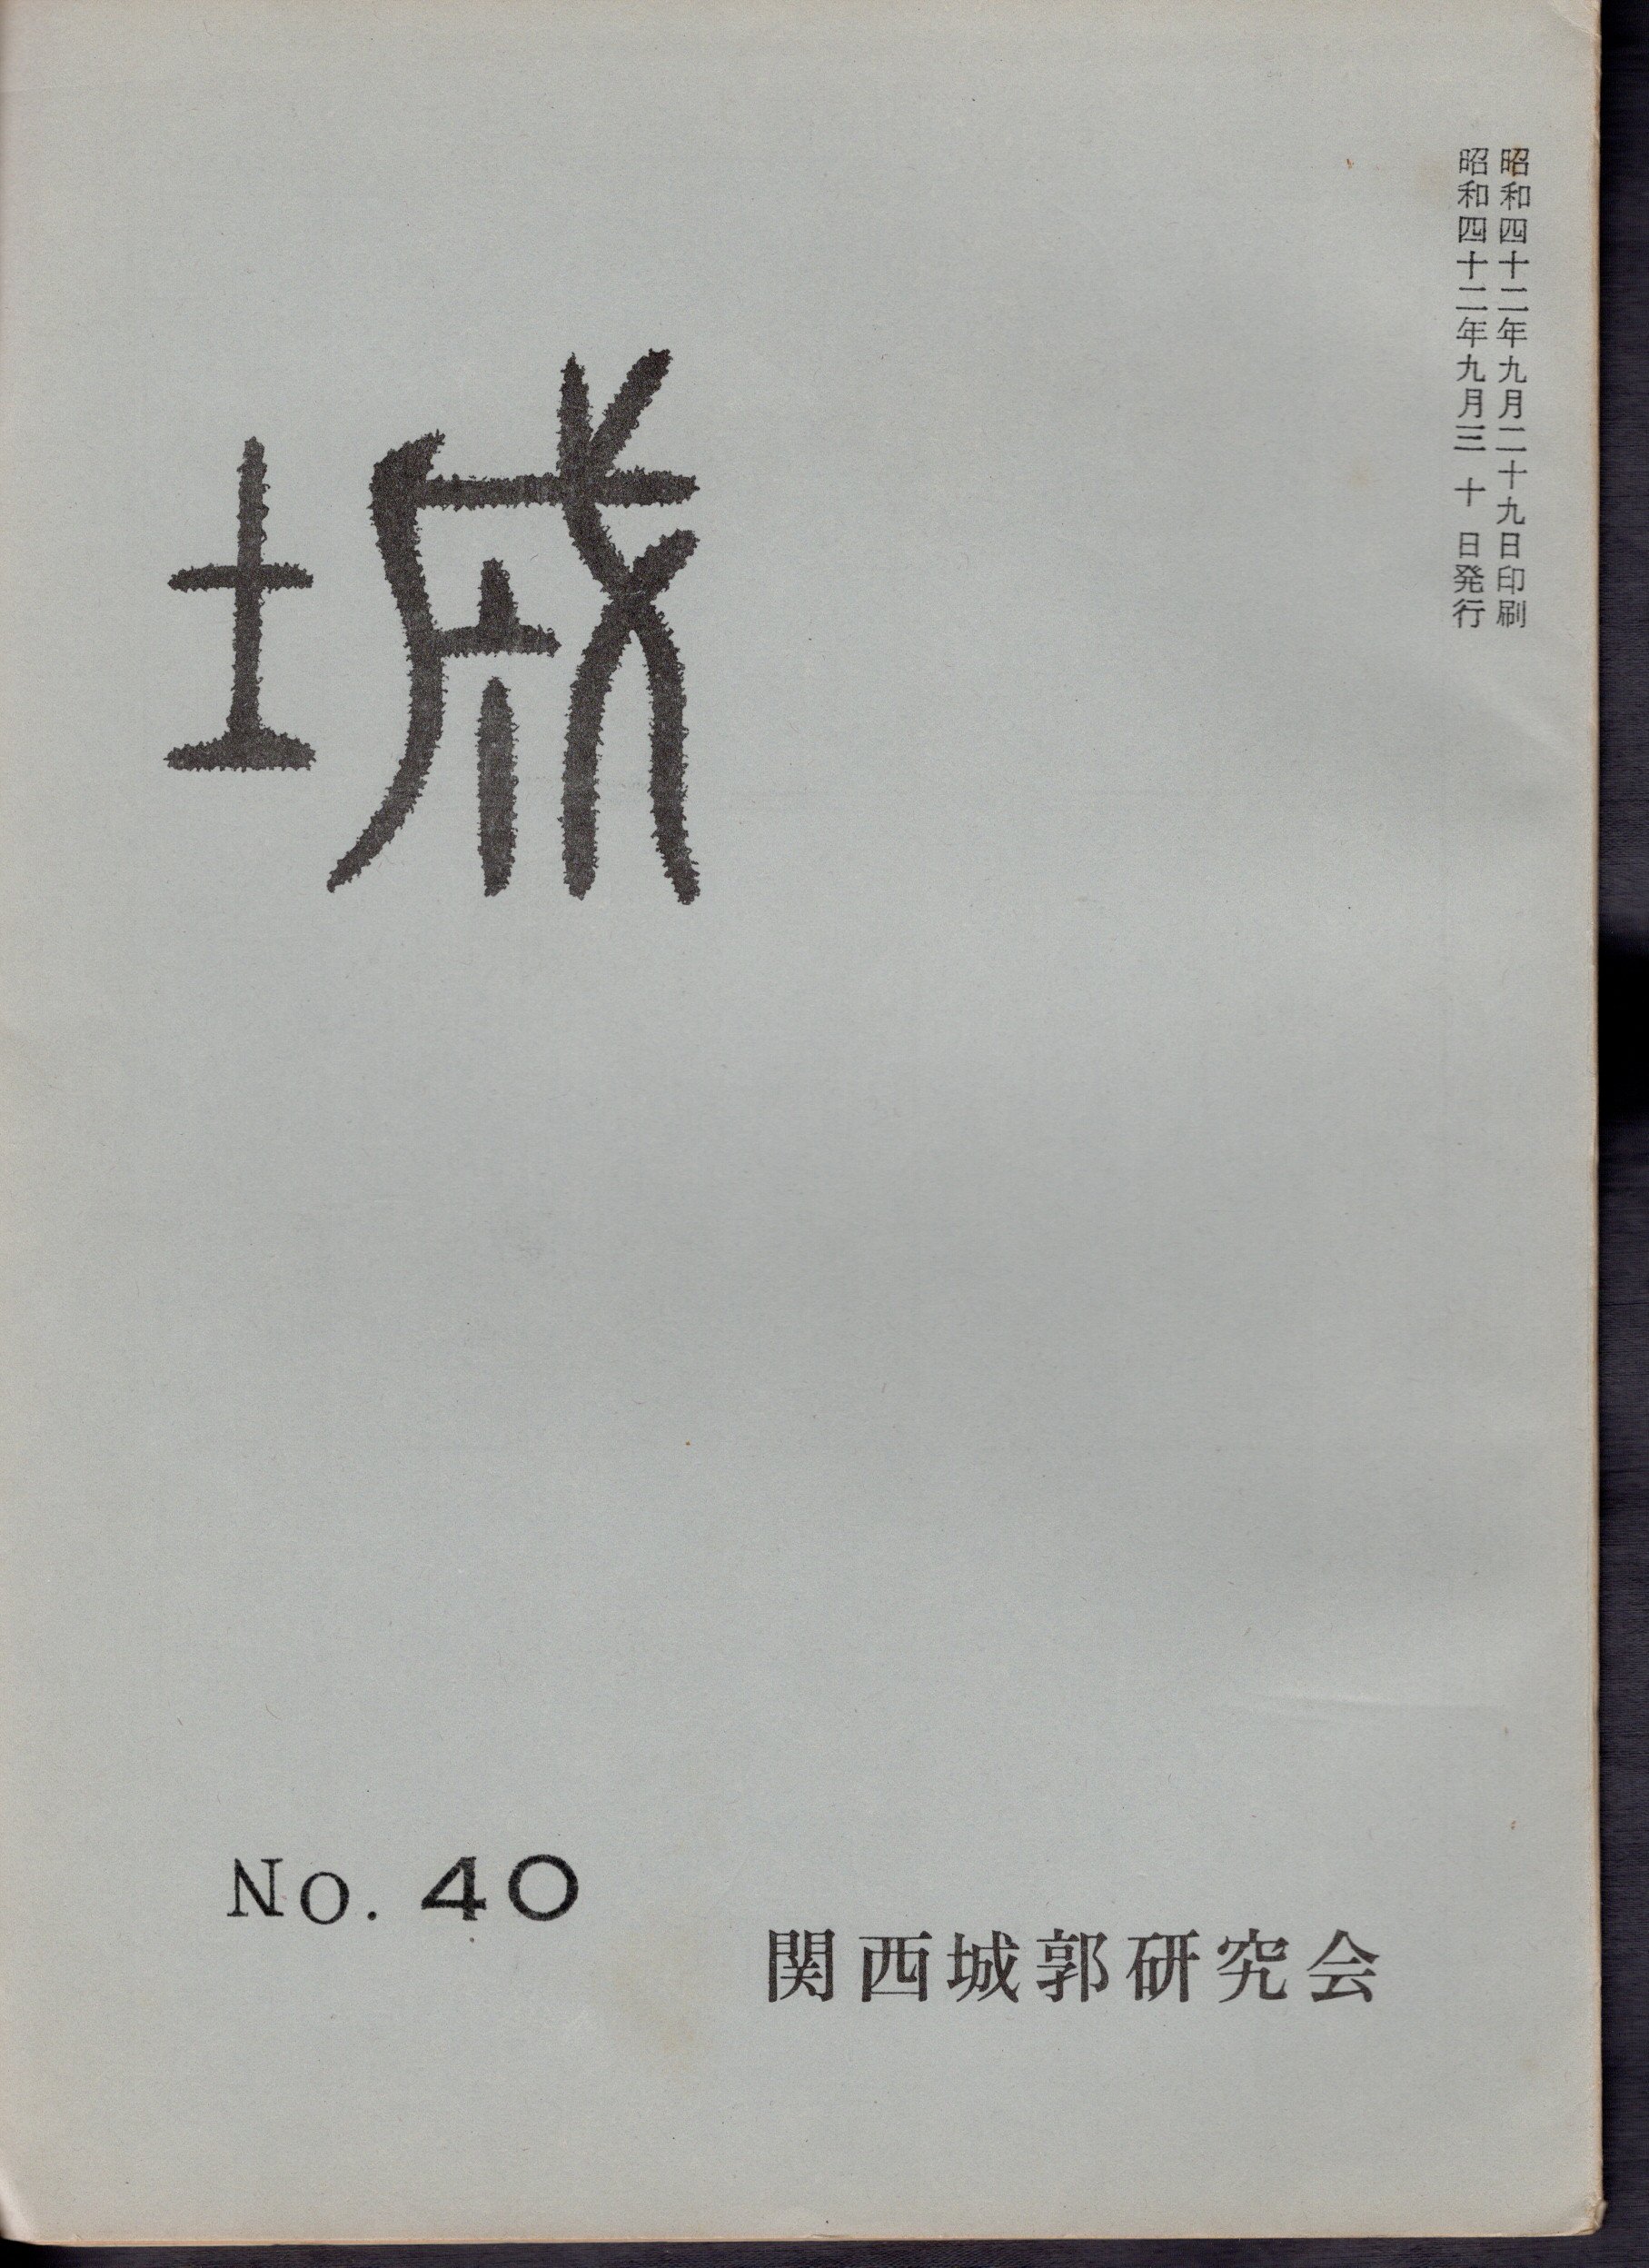 昭和四十二年九月二十九日印刷
昭和四十二年九月三十日発行
城
No. 40
関西城郭研究会